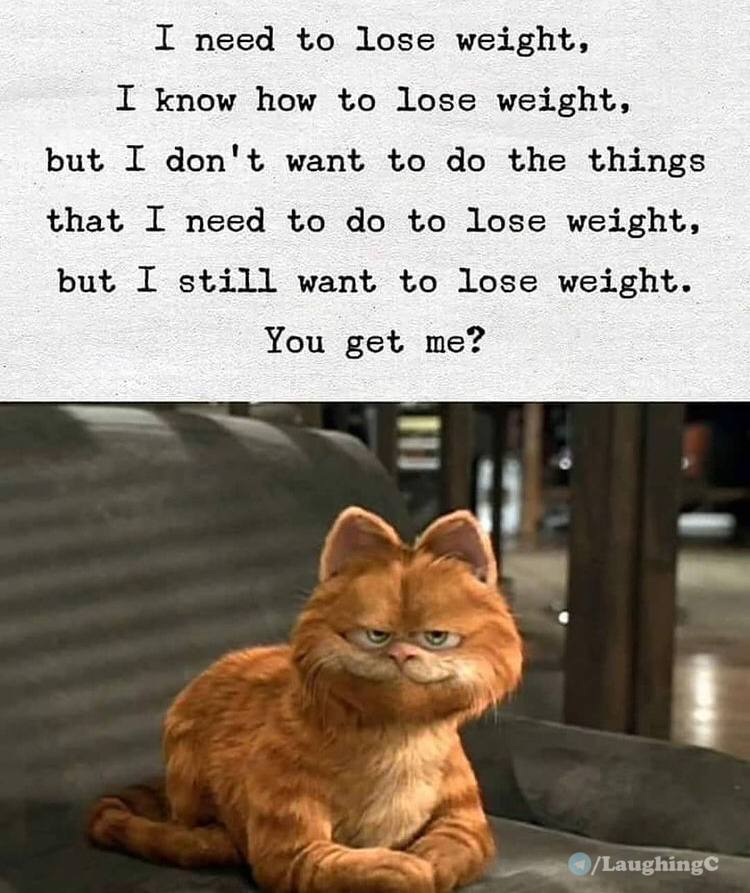 I need to lose weight,
I know how to lose weight,
but I don't want to do the things
that I need to do to lose weight,
but I still want to lose weight.
You get me?
/LaughingC